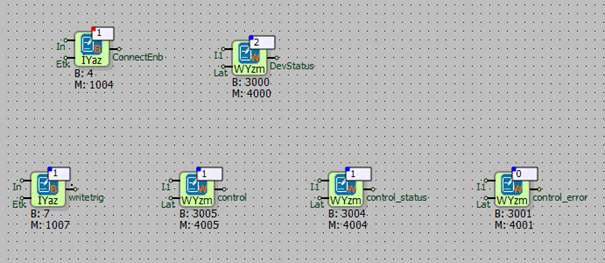 1
In
Etk
B
IYaz
ConnectEnb
B: 4
M: 1004
2
I1
Lat
W
WYzm
DevStatus
B: 3000
M: 4000
1
In
Etk
B
IYaz
writetrig
B: 7
M: 1007
1
I1
Lat
W
WYzm
control
B: 3005
M: 4005
1
I1
Lat
W
WYzm
control_status
B: 3004
M: 4004
0
I1
Lat
W
WYzm
control_error
B: 3001
M: 4001